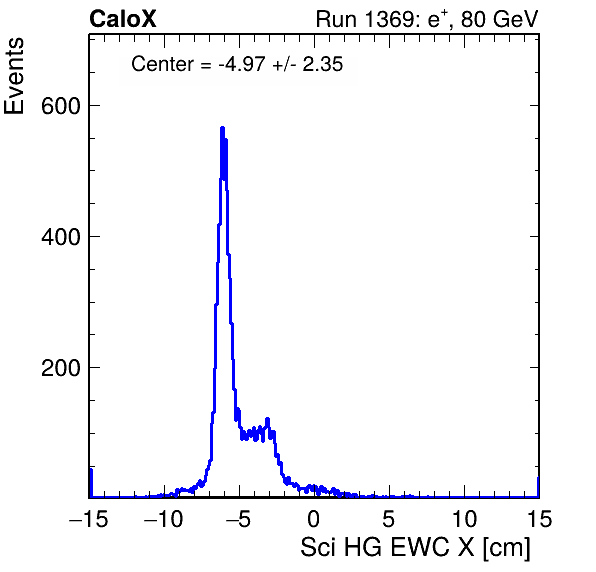 CaloX Run 1369: e⁺, 80 GeV
Center = -4.97 +/- 2.35
Events
600
400
200
−15 −10 −5 0 5 10 15
Sci HG EWC X [cm]